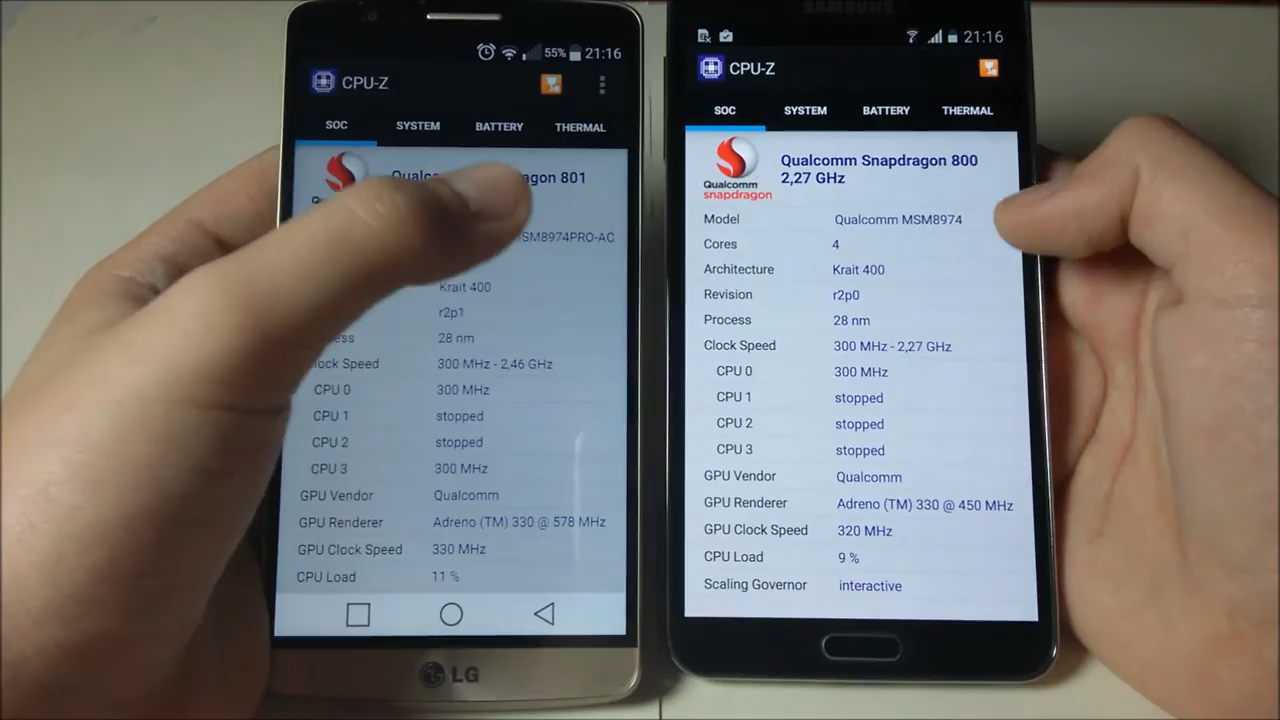 55% 21:16
CPU-Z
SOC SYSTEM BATTERY THERMAL
801
MSM8974PRO-AC
Krait 400
r2p1
28 nm
Clock Speed 300 MHz - 2,46 GHz
CPU 0 300 MHz
CPU 1 stopped
CPU 2 stopped
CPU 3 300 MHz
GPU Vendor Qualcomm
GPU Renderer Adreno (TM) 330 @ 578 MHz
GPU Clock Speed 330 MHz
CPU Load 11 %
LG
SAMSUNG
21:16
CPU-Z
SOC SYSTEM BATTERY THERMAL
Qualcomm snapdragon
Qualcomm Snapdragon 800
2,27 GHz
Model Qualcomm MSM8974
Cores 4
Architecture Krait 400
Revision r2p0
Process 28 nm
Clock Speed 300 MHz - 2,27 GHz
CPU 0 300 MHz
CPU 1 stopped
CPU 2 stopped
CPU 3 stopped
GPU Vendor Qualcomm
GPU Renderer Adreno (TM) 330 @ 450 MHz
GPU Clock Speed 320 MHz
CPU Load 9 %
Scaling Governor interactive